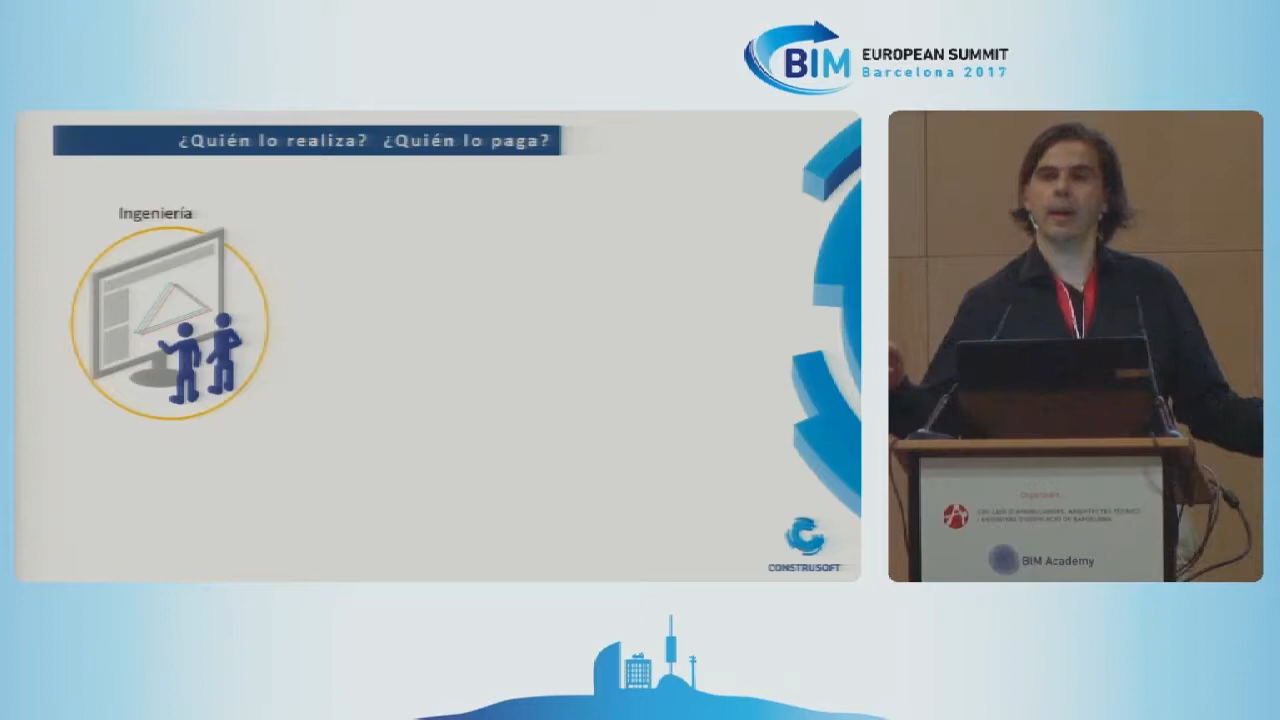 BIM
EUROPEAN SUMMIT
Barcelona 2017
¿Quién lo realiza? ¿Quién lo paga?
Ingeniería
CONSTRUSOFT
BIM Academy